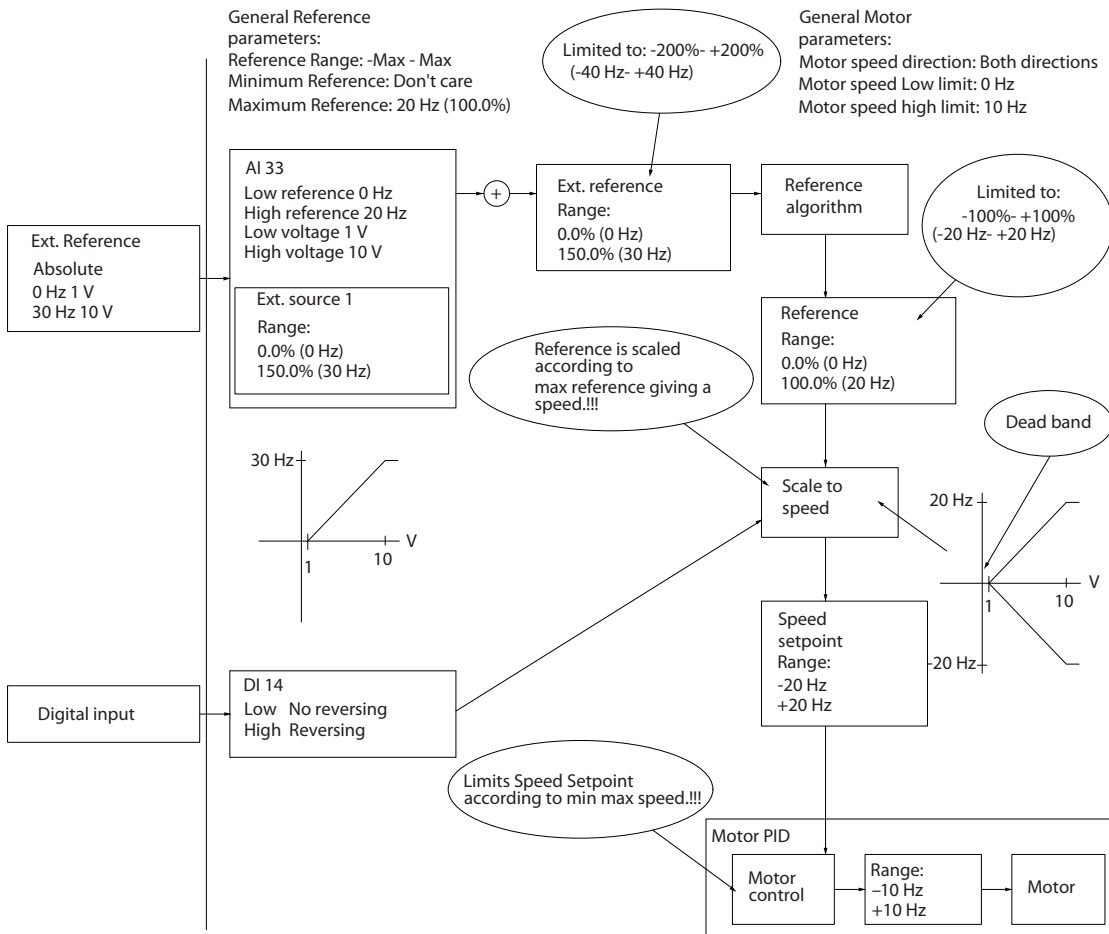 General Reference
parameters:
Reference Range: -Max - Max
Minimum Reference: Don't care
Maximum Reference: 20 Hz (100.0%)
Limited to: -200%- +200%
(-40 Hz- +40 Hz)
General Motor
parameters:
Motor speed direction: Both directions
Motor speed Low limit: 0 Hz
Motor speed high limit: 10 Hz
Ext. Reference
Absolute
0 Hz 1 V
30 Hz 10 V
AI 33
Low reference 0 Hz
High reference 20 Hz
Low voltage 1 V
High voltage 10 V
Ext. source 1
Range:
0.0% (0 Hz)
150.0% (30 Hz)
+
Ext. reference
Range:
0.0% (0 Hz)
150.0% (30 Hz)
Reference
algorithm
Limited to:
-100%- +100%
(-20 Hz- +20 Hz)
Reference
Range:
0.0% (0 Hz)
100.0% (20 Hz)
Reference is scaled
according to
max reference giving a
speed.!!!
Dead band
30 Hz
1
10
V
Scale to
speed
20 Hz
1
10
V
-20 Hz
Speed
setpoint
Range:
-20 Hz
+20 Hz
Digital input
DI 14
Low No reversing
High Reversing
Limits Speed Setpoint
according to min max speed.!!!
Motor PID
Motor
control
Range:
–10 Hz
+10 Hz
Motor